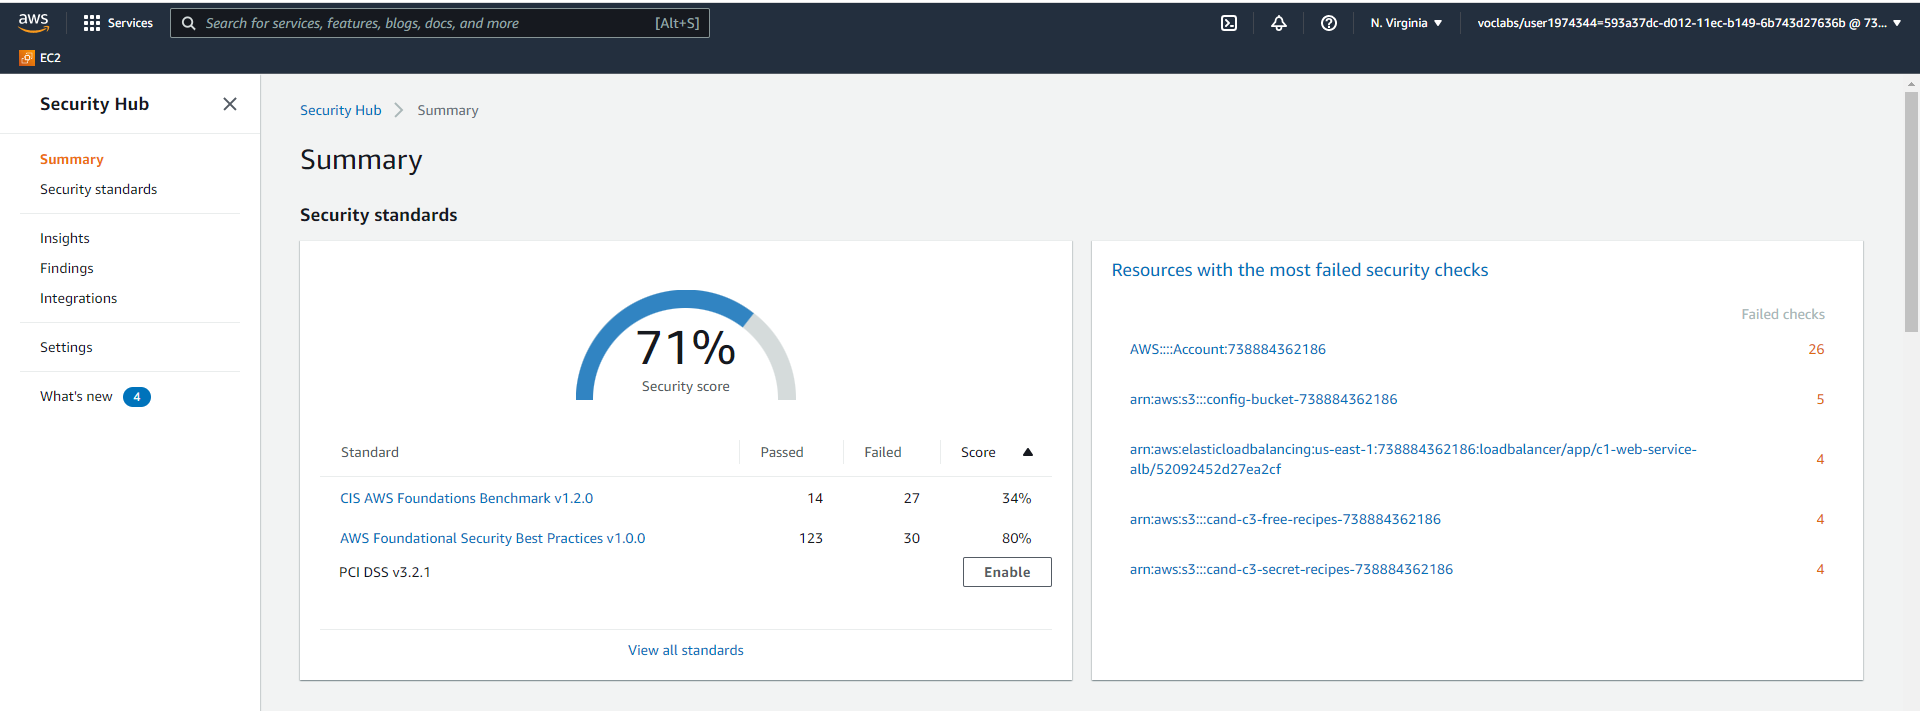 aws
Services
Search for services, features, blogs, docs, and more [Alt+S]
N. Virginia
voclabs/user1974344=593a37dc-d012-11ec-b149-6b743d27636b @ 73...
EC2
Security Hub
Summary
Security standards
Insights
Findings
Integrations
Settings
What's new 4
Security Hub Summary
Summary
Security standards
71%
Security score
Standard Passed Failed Score
CIS AWS Foundations Benchmark v1.2.0 14 27 34%
AWS Foundational Security Best Practices v1.0.0 123 30 80%
PCI DSS v3.2.1 Enable
View all standards
Resources with the most failed security checks
Failed checks
AWS::::Account:738884362186 26
arn:aws:s3:::config-bucket-738884362186 5
arn:aws:elasticloadbalancing:us-east-1:738884362186:loadbalancer/app/c1-web-service-
alb/52092452d27ea2cf 4
arn:aws:s3:::cand-c3-free-recipes-738884362186 4
arn:aws:s3:::cand-c3-secret-recipes-738884362186 4